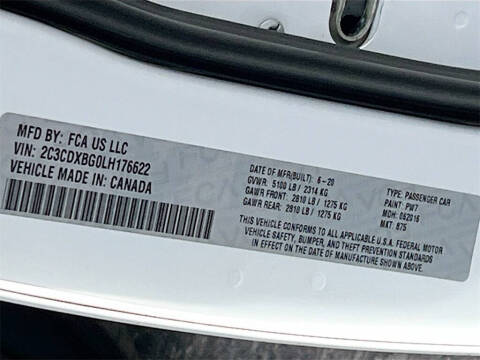 MFD BY: FCA US LLC
VIN: 2C3CDXBG0LH176622
VEHICLE MADE IN: CANADA
DATE OF MFR(BUILT): 6-20
GVWR: 5100 LB / 2314 KG
GAWR FRONT: 2810 LB / 1275 KG
GAWR REAR: 2810 LB / 1275 KG
TYPE: PASSENGER CAR
PAINT: PW7
MDH: 062016
MAT: 675
THIS VEHICLE CONFORMS TO ALL APPLICABLE U.S.A. FEDERAL MOTOR
VEHICLE SAFETY, BUMPER, AND THEFT PREVENTION STANDARDS
IN EFFECT ON THE DATE OF MANUFACTURE SHOWN ABOVE.